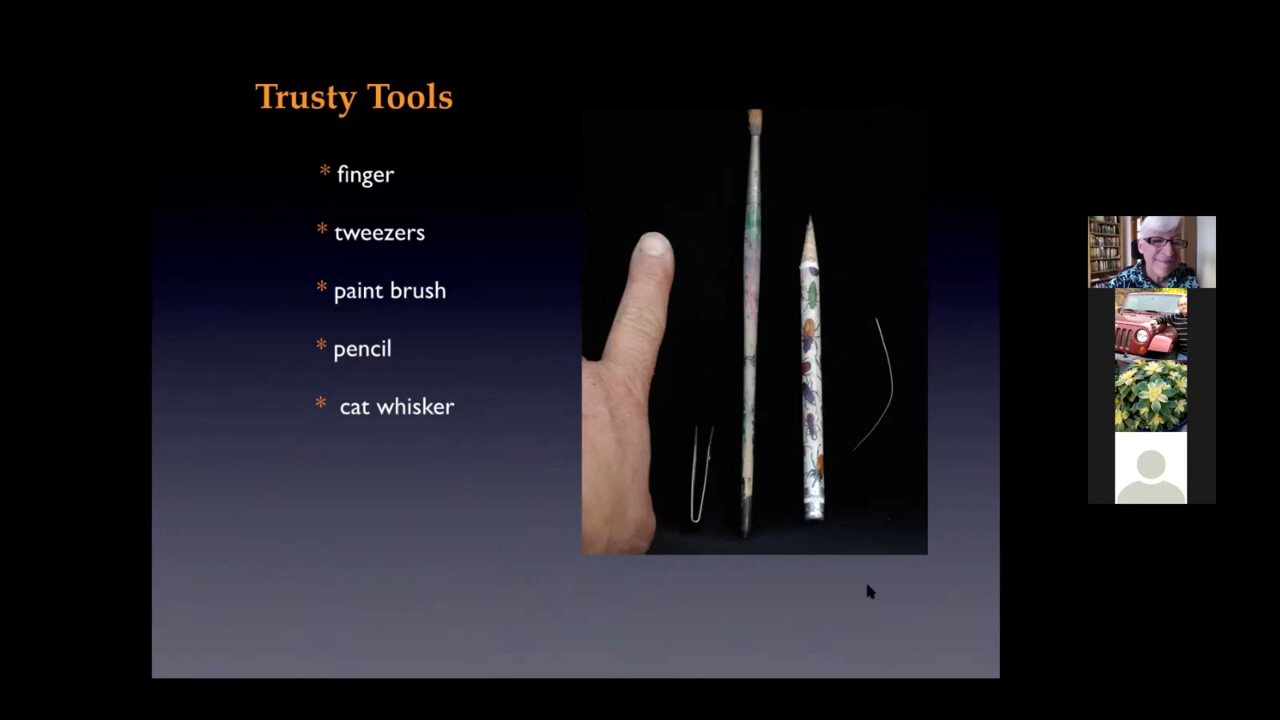 Trusty Tools
* finger
* tweezers
* paint brush
* pencil
* cat whisker